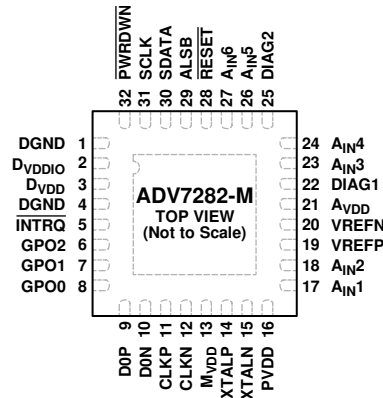 32 P̅W̅R̅D̅W̅N̅
31 SCLK
30 SDATA
29 ALSB
28 R̅E̅S̅E̅T̅
27 AIN6
26 AIN5
25 DIAG2
DGND 1
DVDDIO 2
DVDD 3
DGND 4
I̅N̅T̅R̅Q̅ 5
GPO2 6
GPO1 7
GPO0 8
ADV7282-M
TOP VIEW
(Not to Scale)
24 AIN4
23 AIN3
22 DIAG1
21 AVDD
20 VREFN
19 VREFP
18 AIN2
17 AIN1
D0P 9
D0N 10
CLKP 11
CLKN 12
MVDD 13
XTALP 14
XTALN 15
PVDD 16